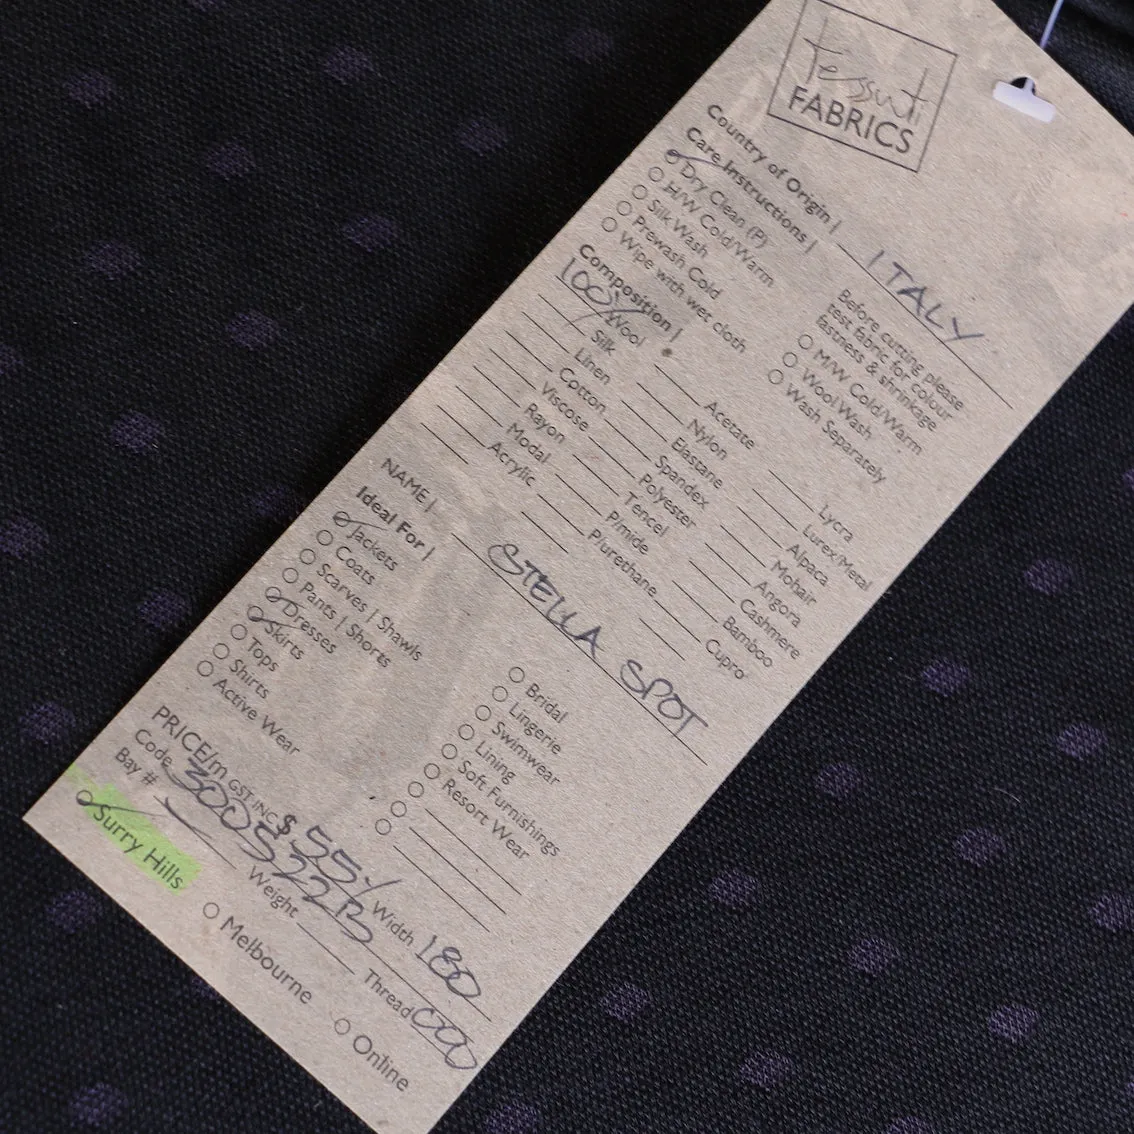 Tessuti
FABRICS
Country of Origin | ITALY
Care Instructions |
Dry Clean (P)
H/W Cold/Warm
Silk Wash
Prewash Cold
Wipe with wet cloth
Before cutting please
test fabric for colour
fastness & shrinkage
M/W Cold/Warm
Wool Wash
Wash Separately
Composition |
100% Wool
Silk
Linen
Cotton
Viscose
Rayon
Modal
Acrylic
Acetate
Nylon
Elastane
Spandex
Polyester
Tencel
P/mide
P/urethane
Lycra
Lurex/Metal
Alpaca
Mohair
Angora
Cashmere
Bamboo
Cupro
NAME | STELLA SPOT
Ideal For |
Jackets
Coats
Scarves | Shawls
Pants | Shorts
Dresses
Skirts
Tops
Shirts
Active Wear
Bridal
Lingerie
Swimwear
Lining
Soft Furnishings
Resort Wear
PRICE/m GST INC $ 55/ Width 180
Code 300522B Thread
Bay # Weight
Surry Hills
Melbourne
Online